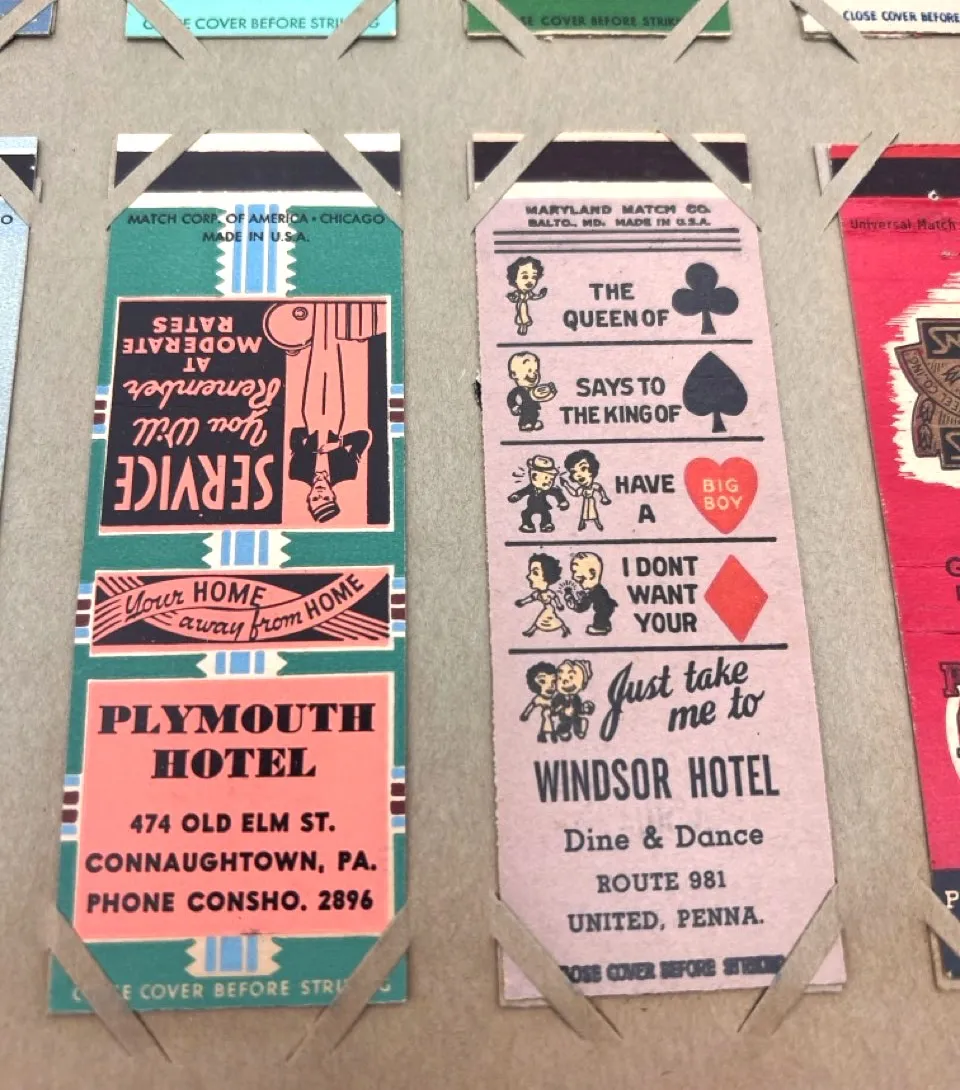 CLOSE COVER BEFORE
MATCH CORP. OF AMERICA • CHICAGO
MADE IN U.S.A.
SERVICE
You Will
Remember
AT
MODERATE
RATES
Your HOME
away from HOME
PLYMOUTH
HOTEL
474 OLD ELM ST.
CONNAUGHTOWN, PA.
PHONE CONSHO. 2896
COVER BEFORE
MARYLAND MATCH CO.
BALTO., MD. MADE IN U.S.A.
THE
QUEEN OF
SAYS TO
THE KING OF
HAVE
A
BIG
BOY
I DONT
WANT
YOUR
Just take
me to
WINDSOR HOTEL
Dine & Dance
ROUTE 981
UNITED, PENNA.
COVER BEFORE
Universal Match